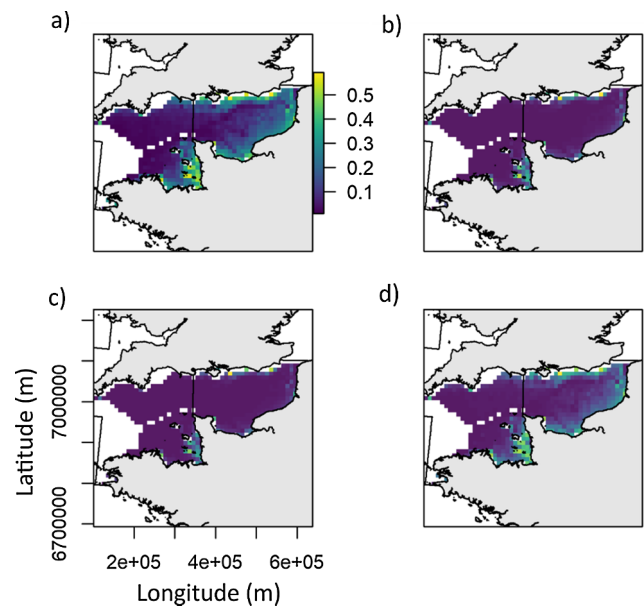 a)
b)
0.5
0.4
0.3
0.2
0.1
c)
d)
Latitude (m)
7000000
6700000
2e+05 4e+05 6e+05
Longitude (m)